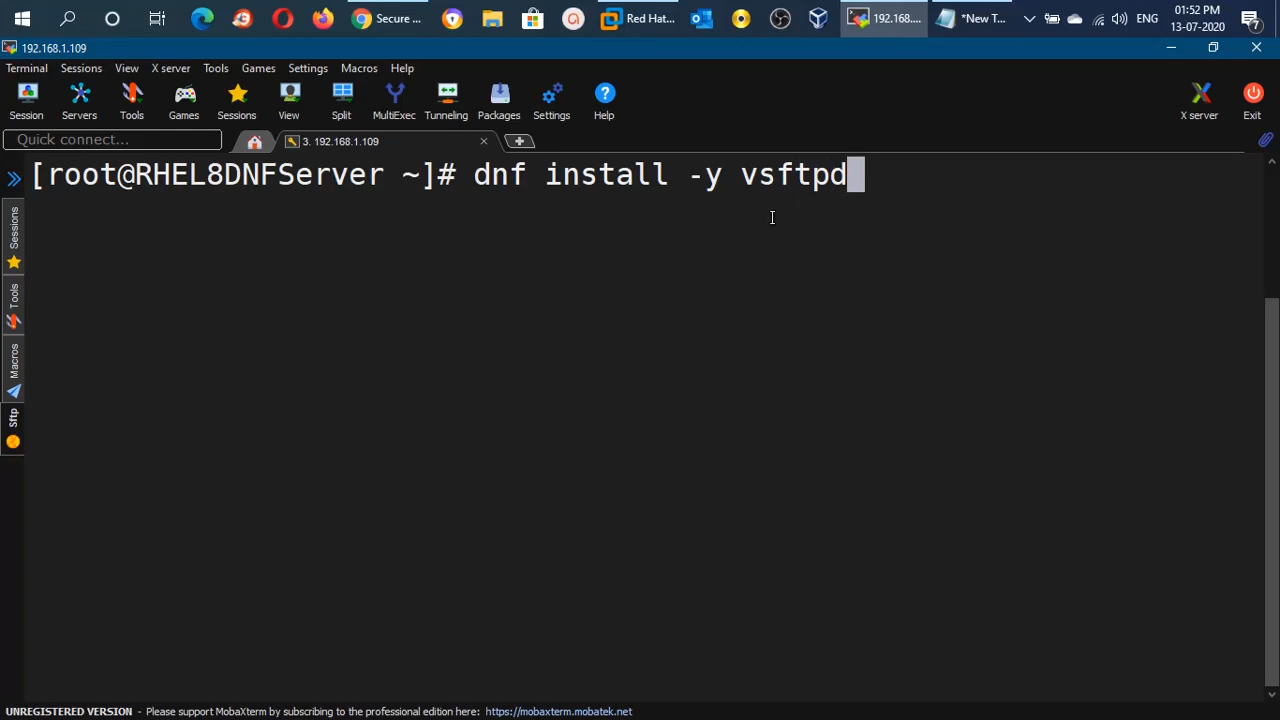 Secure ...
Red Hat...
192.168....
*New T...
ENG
01:52 PM
13-07-2020
7
192.168.1.109
Terminal Sessions View X server Tools Games Settings Macros Help
Session Servers Tools Games Sessions View Split MultiExec Tunneling Packages Settings Help X server Exit
Quick connect...
3. 192.168.1.109
[root@RHEL8DNFServer ~]# dnf install -y vsftpd
Sessions
Tools
Macros
Sftp
UNREGISTERED VERSION - Please support MobaXterm by subscribing to the professional edition here: https://mobaxterm.mobatek.net